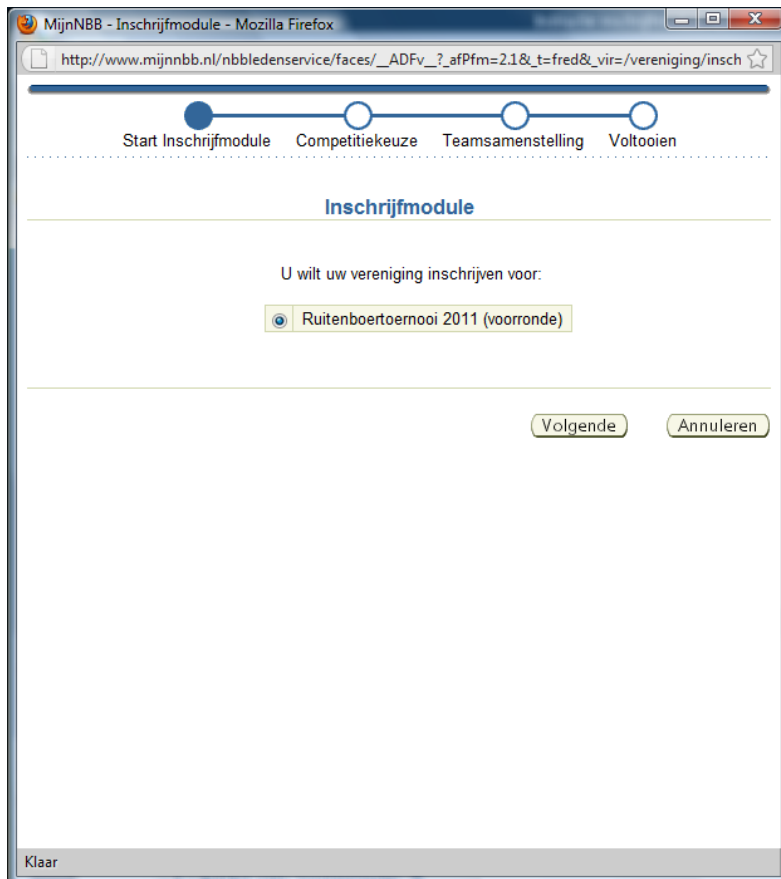 MijnNBB - Inschrijfmodule - Mozilla Firefox
http://www.mijnnbb.nl/nbbledenservice/faces/__ADFv__?_afPfm=2.1&_t=fred&_vir=/vereniging/insch
Start Inschrijfmodule Competitiekeuze Teamsamenstelling Voltooien
Inschrijfmodule
U wilt uw vereniging inschrijven voor:
Ruitenboertoernooi 2011 (voorronde)
Volgende Annuleren
Klaar